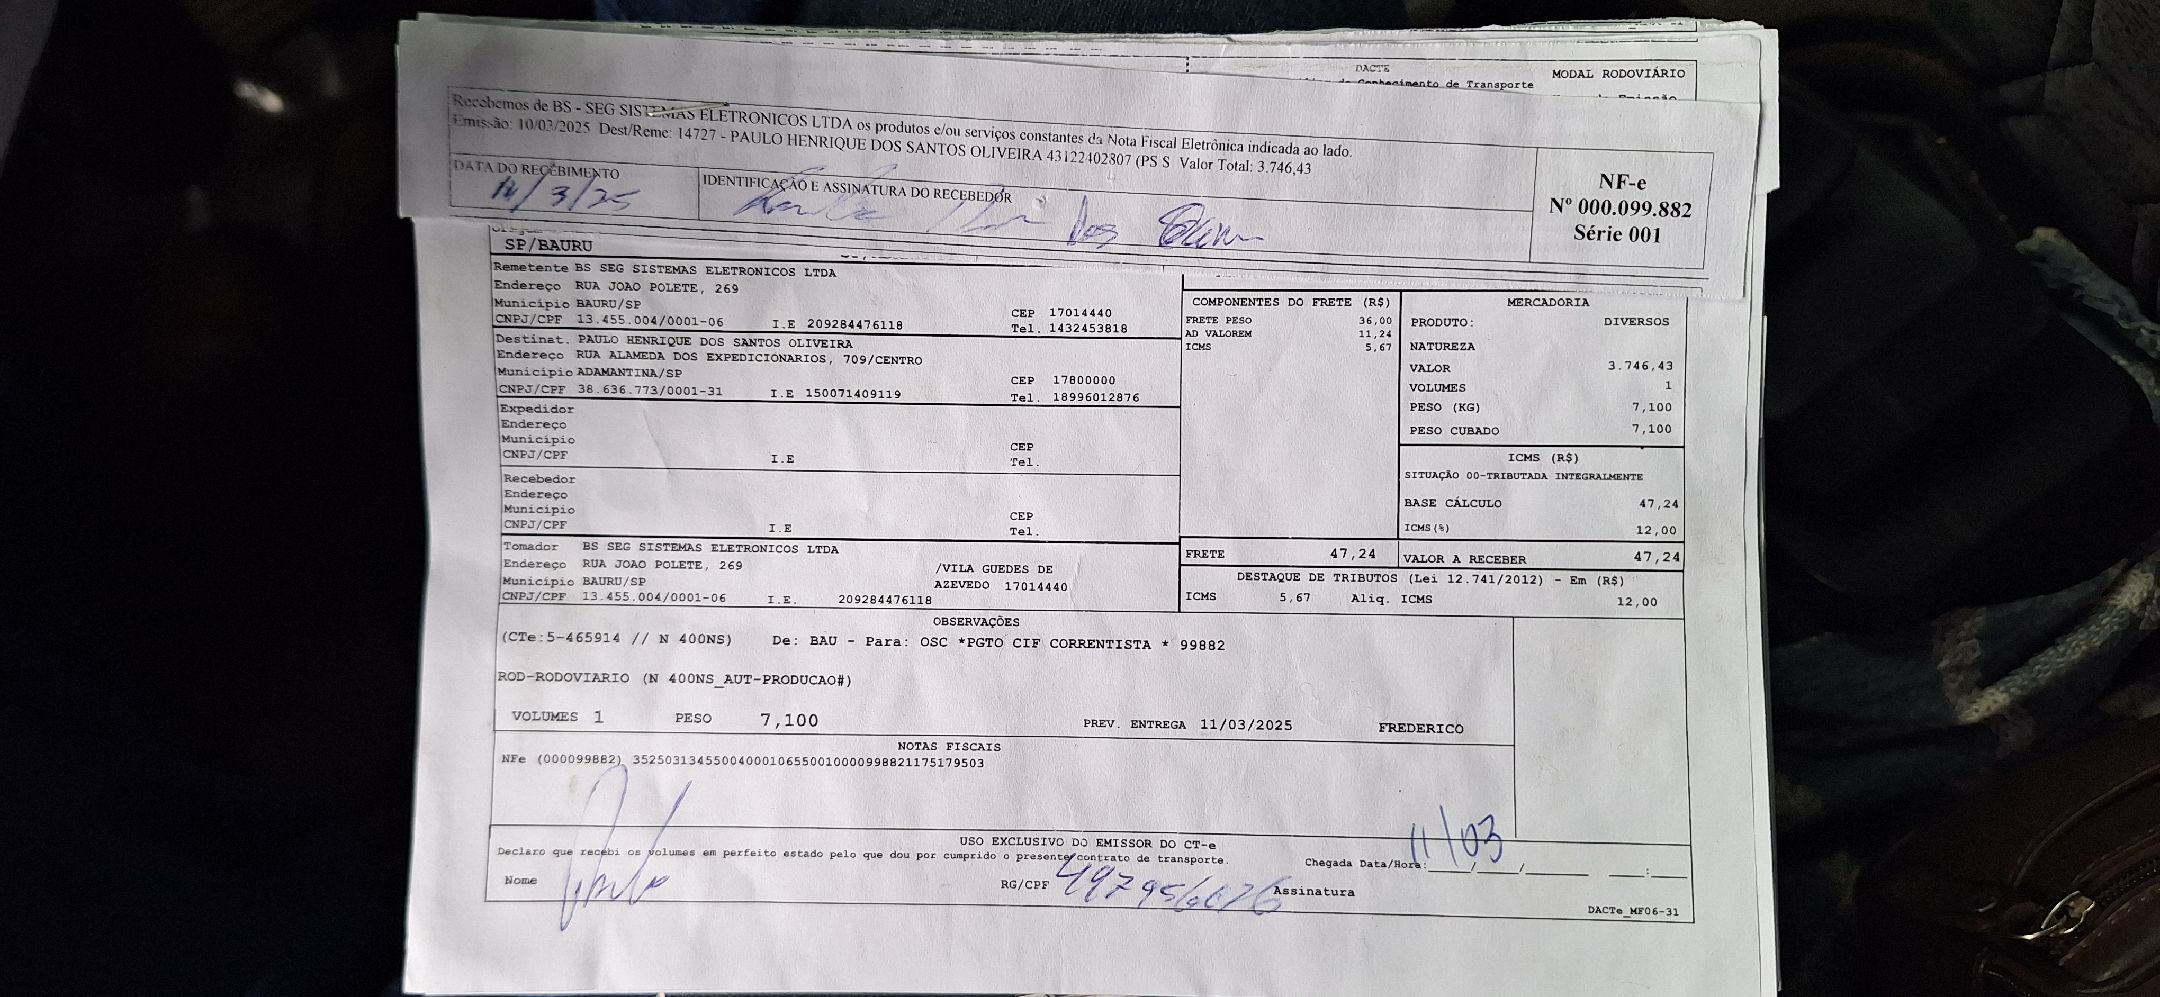 DACTE
MODAL RODOVIÁRIO
Conhecimento de Transporte
Recebemos de BS - SEG SISTEMAS ELETRONICOS LTDA os produtos e/ou serviços constantes da Nota Fiscal Eletrônica indicada ao lado.
Emissão: 10/03/2025 Dest/Reme: 14727 - PAULO HENRIQUE DOS SANTOS OLIVEIRA 43122402807 (PS S Valor Total: 3.746,43
DATA DO RECEBIMENTO
IDENTIFICAÇÃO E ASSINATURA DO RECEBEDOR
/3/25
dos
NF-e
Nº 000.099.882
Série 001
SP/BAURU
Remetente BS SEG SISTEMAS ELETRONICOS LTDA
Endereço RUA JOAO POLETE, 269
Município BAURU/SP
CEP 17014440
CNPJ/CPF 13.455.004/0001-06 I.E 209284476118 Tel. 1432453818
Destinat. PAULO HENRIQUE DOS SANTOS OLIVEIRA
Endereço RUA ALAMEDA DOS EXPEDICIONARIOS, 709/CENTRO
Município ADAMANTINA/SP CEP 17800000
CNPJ/CPF 38.636.773/0001-31 I.E 150071409119 Tel. 18996012876
Expedidor
Endereço
Município CEP
CNPJ/CPF I.E Tel.
Recebedor
Endereço
Município CEP
CNPJ/CPF I.E Tel.
Tomador BS SEG SISTEMAS ELETRONICOS LTDA
Endereço RUA JOAO POLETE, 269 /VILA GUEDES DE
Município BAURU/SP AZEVEDO 17014440
CNPJ/CPF 13.455.004/0001-06 I.E. 209284476118
COMPONENTES DO FRETE (R$)
FRETE PESO 36,00
AD VALOREM 11,24
ICMS 5,67
MERCADORIA
PRODUTO: DIVERSOS
NATUREZA
VALOR 3.746,43
VOLUMES 1
PESO (KG) 7,100
PESO CUBADO 7,100
ICMS (R$)
SITUAÇÃO 00-TRIBUTADA INTEGRALMENTE
BASE CÁLCULO 47,24
ICMS(%) 12,00
FRETE 47,24
VALOR A RECEBER 47,24
DESTAQUE DE TRIBUTOS (Lei 12.741/2012) - Em (R$)
ICMS 5,67 Aliq. ICMS 12,00
OBSERVAÇÕES
(CTe:5-465914 // N 400NS) De: BAU - Para: OSC *PGTO CIF CORRENTISTA * 99882
ROD-RODOVIARIO (N 400NS_AUT-PRODUCAO#)
VOLUMES 1 PESO 7,100 PREV. ENTREGA 11/03/2025 FREDERICO
NOTAS FISCAIS
NFe (000099882) 35250313455004000106550010000998821175179503
USO EXCLUSIVO DO EMISSOR DO CT-e
Declaro que recebi os volumes em perfeito estado pelo que dou por cumprido o presente contrato de transporte.
Chegada Data/Hora: 11/03
Nome
RG/CPF
Assinatura
DACTe_MF06-31